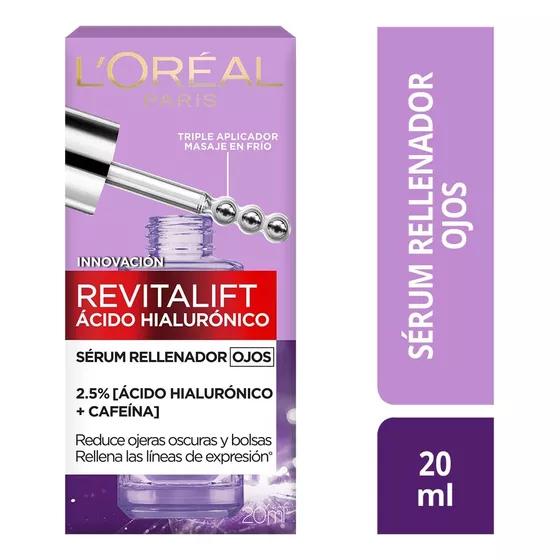 L'ORÉAL
PARIS
TRIPLE APLICADOR
MASAJE EN FRÍO
INNOVACIÓN
REVITALIFT
ÁCIDO HIALURÓNICO
SÉRUM RELLENADOR OJOS
2.5% [ÁCIDO HIALURÓNICO
+ CAFEÍNA]
Reduce ojeras oscuras y bolsas
Rellena las líneas de expresión°
20ml
SÉRUM RELLENADOR
OJOS
20
ml